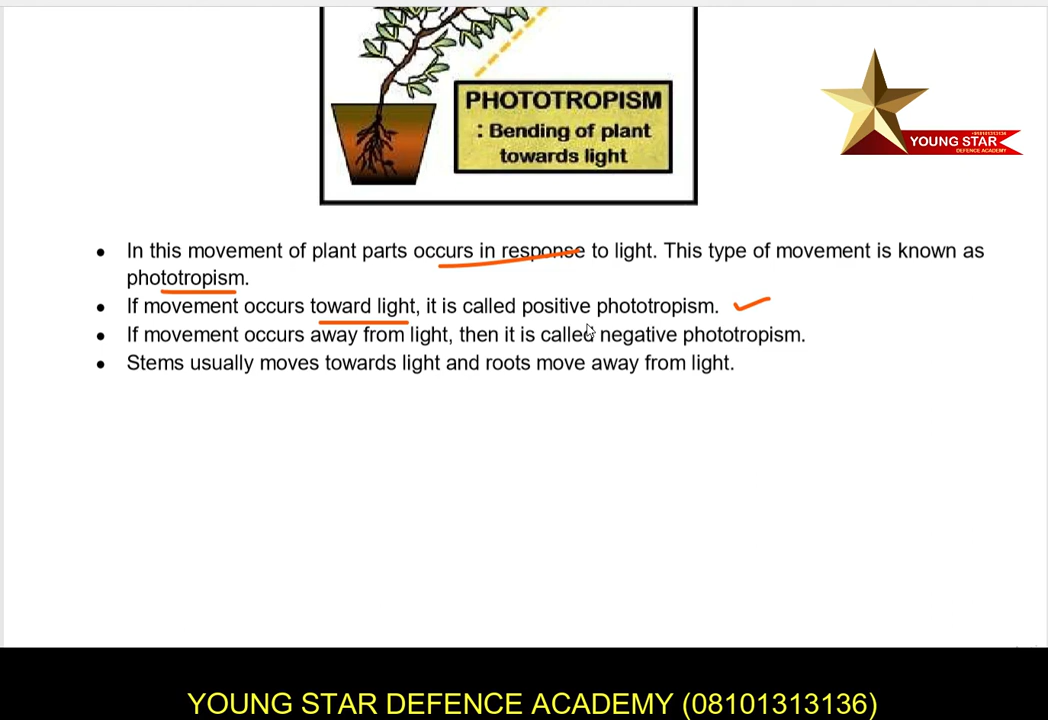 PHOTOTROPISM
: Bending of plant
towards light
+918101313136
YOUNG STAR
DEFENCE ACADEMY
• In this movement of plant parts occurs in response to light. This type of movement is known as
phototropism.
• If movement occurs toward light, it is called positive phototropism.
• If movement occurs away from light, then it is called negative phototropism.
• Stems usually moves towards light and roots move away from light.
YOUNG STAR DEFENCE ACADEMY (08101313136)